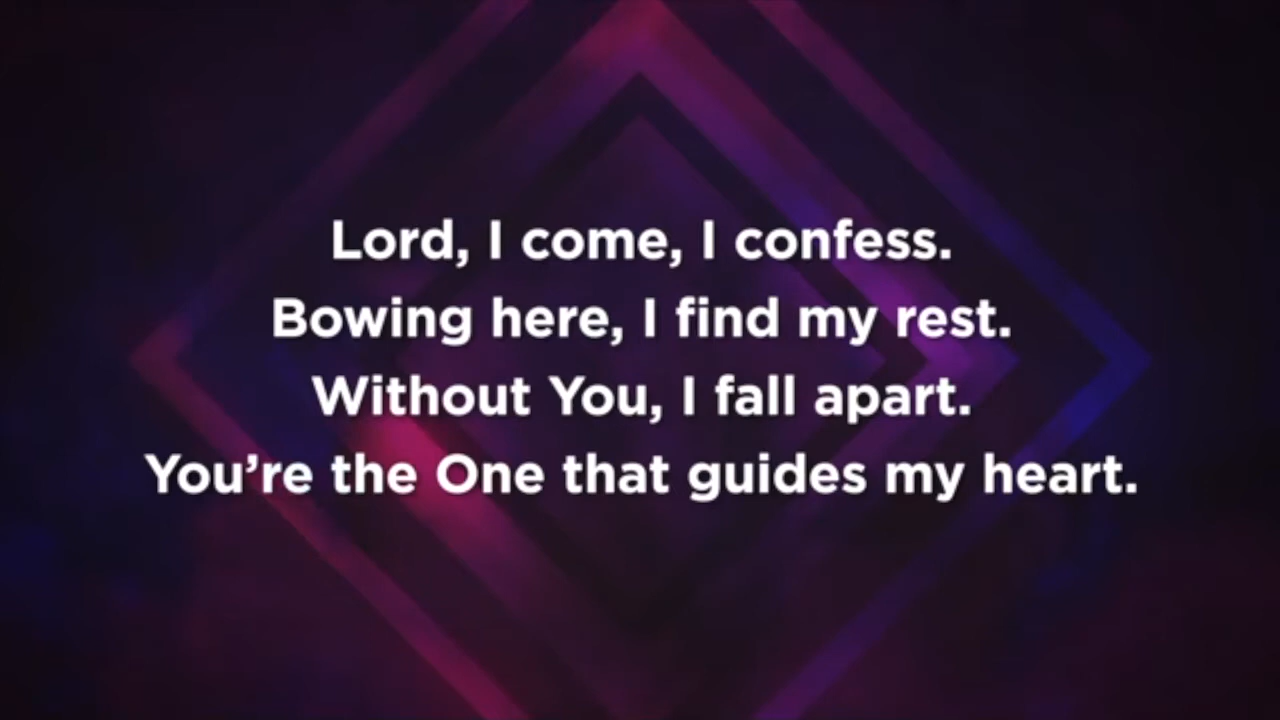 Lord, I come, I confess.
Bowing here, I find my rest.
Without You, I fall apart.
You’re the One that guides my heart.